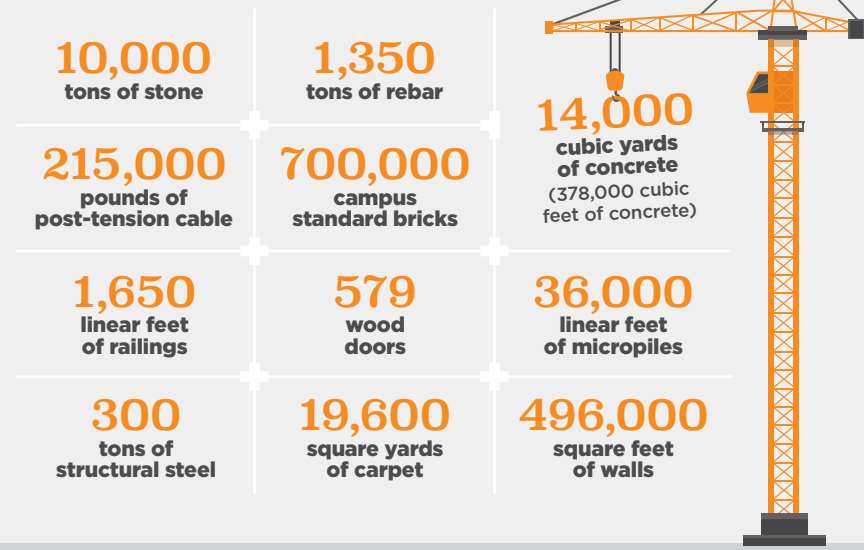 10,000
tons of stone
1,350
tons of rebar
14,000
cubic yards
of concrete
(378,000 cubic
feet of concrete)
215,000
pounds of
post-tension cable
700,000
campus
standard bricks
1,650
linear feet
of railings
579
wood
doors
36,000
linear feet
of micropiles
300
tons of
structural steel
19,600
square yards
of carpet
496,000
square feet
of walls